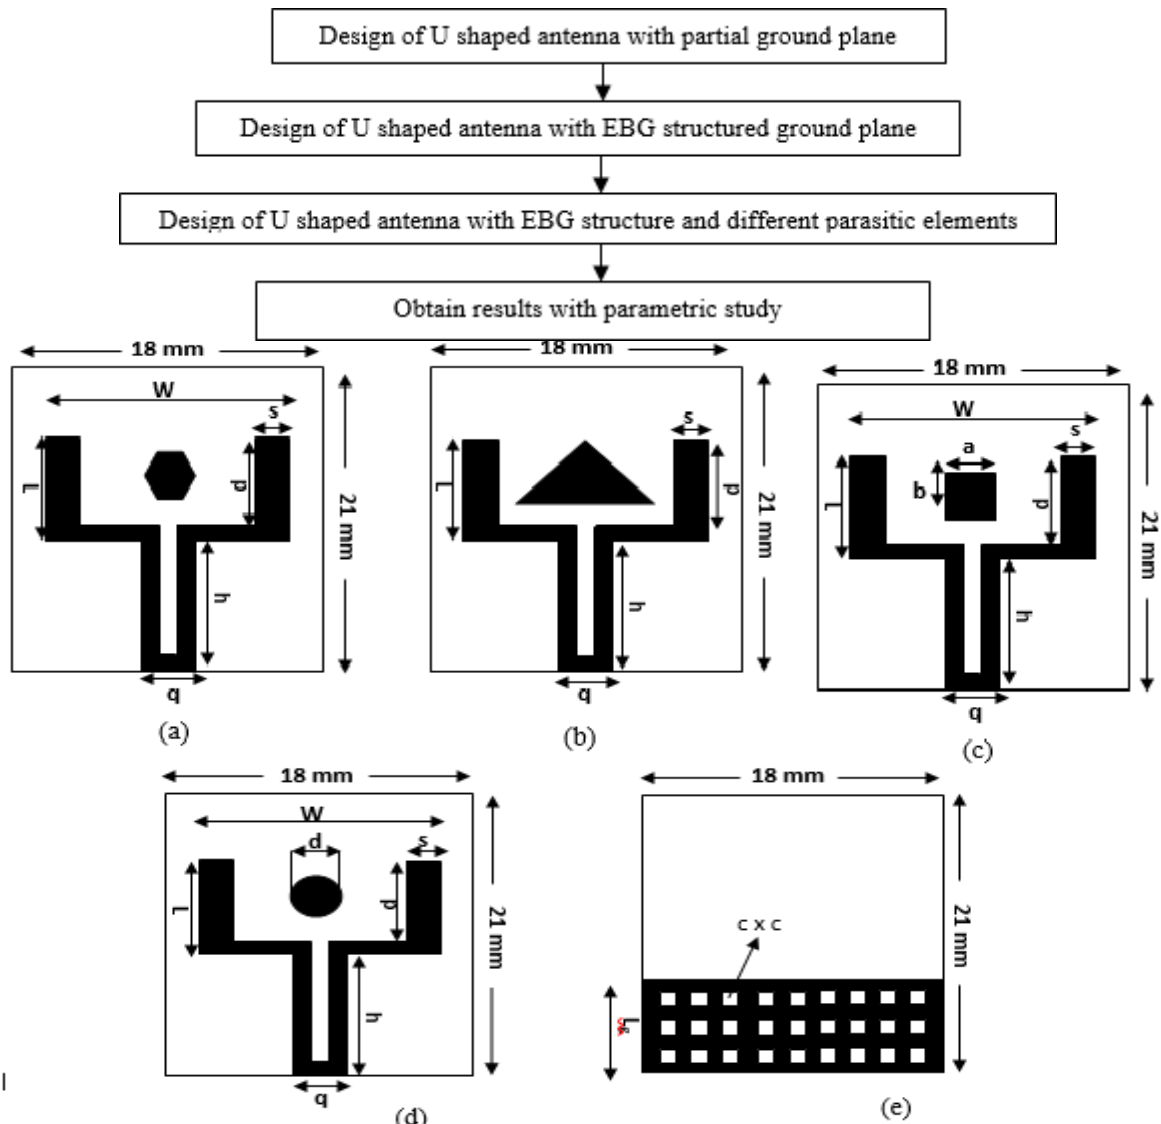 Design of U shaped antenna with partial ground plane
Design of U shaped antenna with EBG structured ground plane
Design of U shaped antenna with EBG structure and different parasitic elements
Obtain results with parametric study
18 mm
W
s
L
p
21 mm
h
q
(a)
18 mm
s
L
p
21 mm
h
q
(b)
18 mm
W
s
a
b
L
p
21 mm
h
q
(c)
18 mm
W
d
s
L
p
21 mm
h
q
(d)
18 mm
c x c
21 mm
Lg
(e)